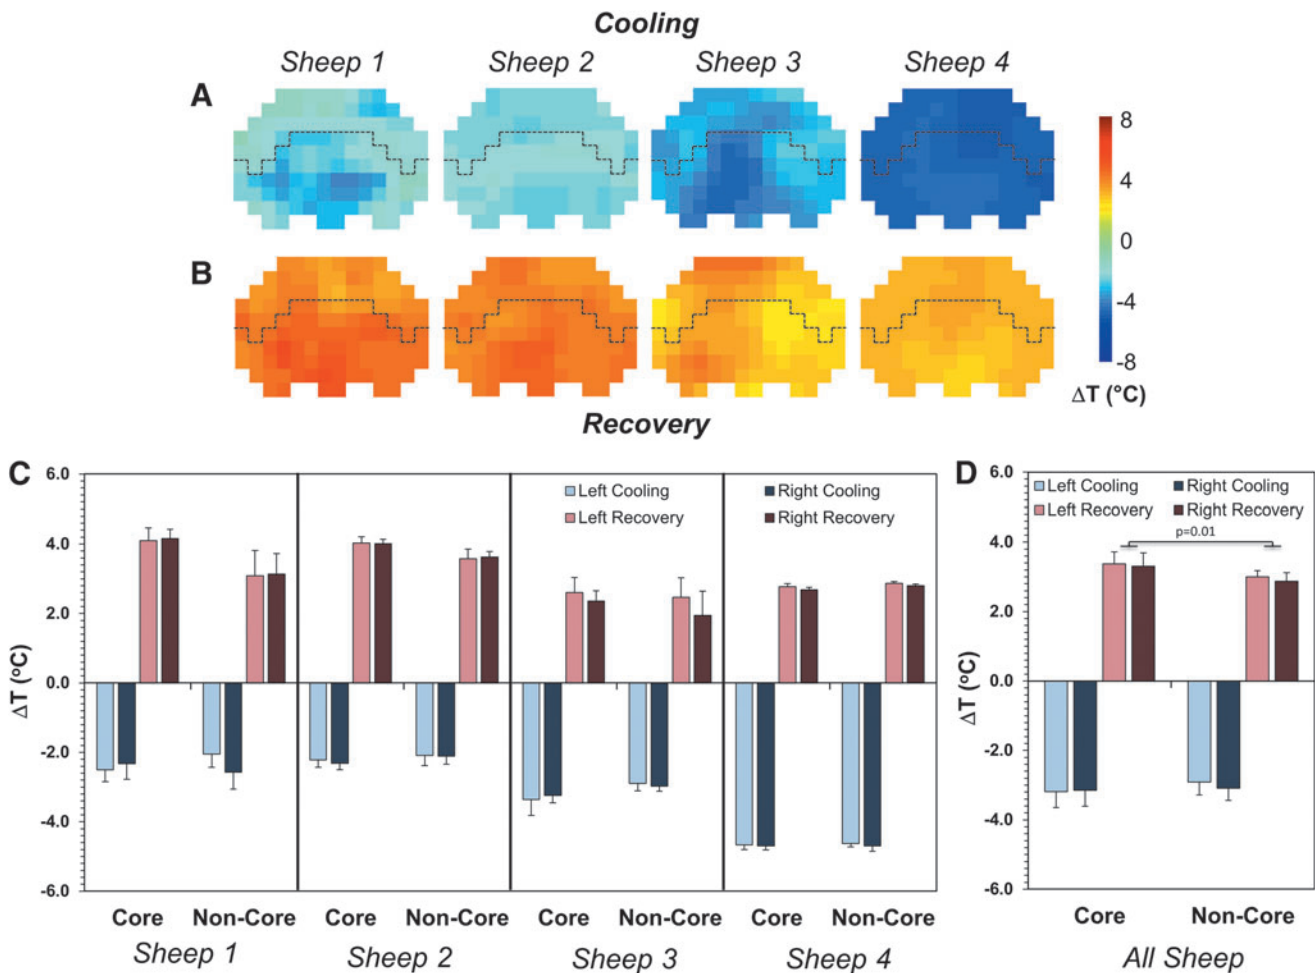 Cooling
Sheep 1 Sheep 2 Sheep 3 Sheep 4
A
8
4
0
-4
-8
ΔT (°C)
B
Recovery
C
6.0
4.0
2.0
0.0
-2.0
-4.0
-6.0
ΔT (°C)
Left Cooling Right Cooling
Left Recovery Right Recovery
Core Non-Core Core Non-Core Core Non-Core Core Non-Core
Sheep 1 Sheep 2 Sheep 3 Sheep 4
D
6.0
4.0
2.0
0.0
-2.0
-4.0
-6.0
ΔT (°C)
Left Cooling Right Cooling
Left Recovery Right Recovery
p=0.01
Core Non-Core
All Sheep